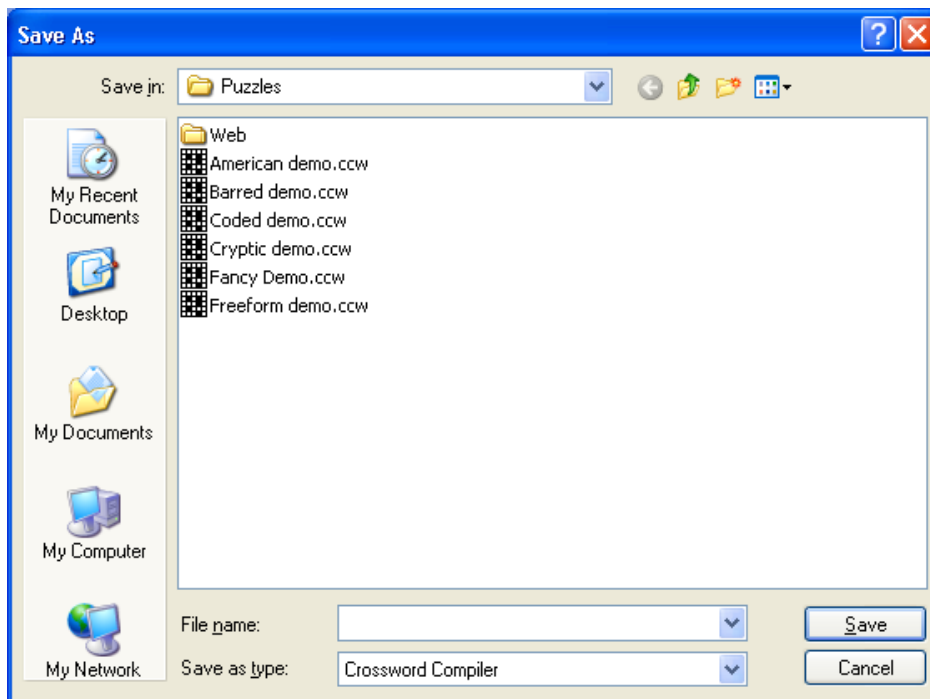 Save As
Save in:
Puzzles
My Recent
Documents
Desktop
My Documents
My Computer
My Network
Web
American demo.ccw
Barred demo.ccw
Coded demo.ccw
Cryptic demo.ccw
Fancy Demo.ccw
Freeform demo.ccw
File name:
Save
Save as type:
Crossword Compiler
Cancel